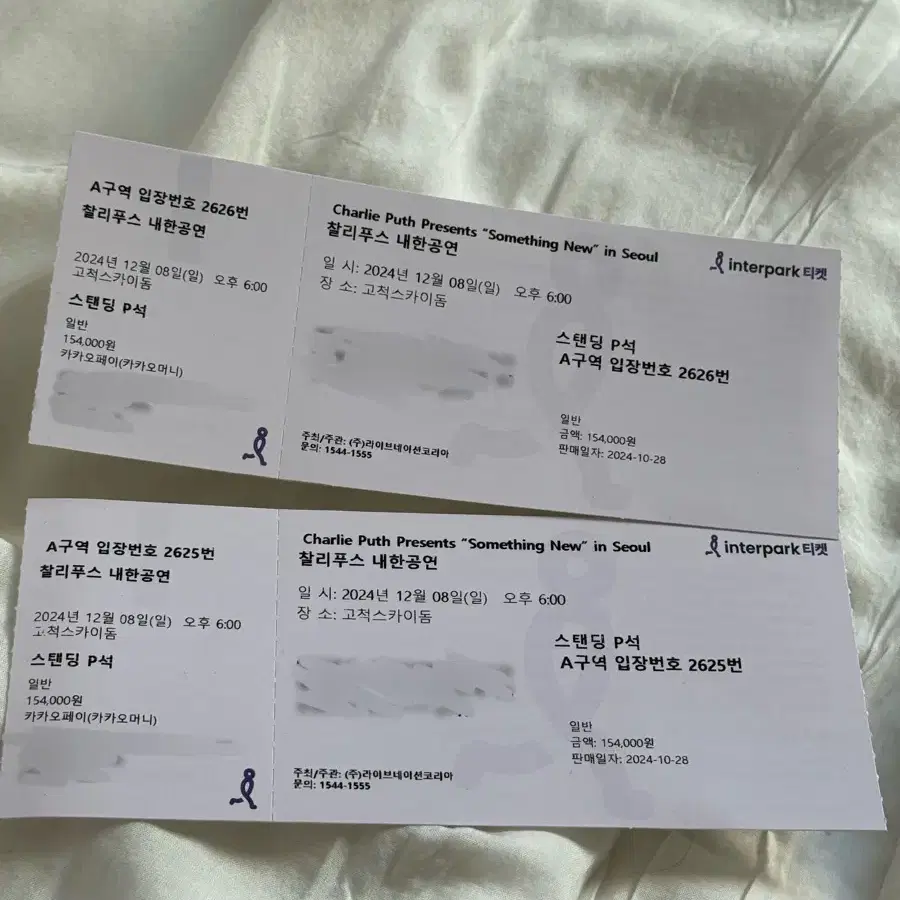 A구역 입장번호 2626번
찰리푸스 내한공연
2024년 12월 08일(일) 오후 6:00
고척스카이돔
스탠딩 P석
일반
154,000원
카카오페이(카카오머니)
Charlie Puth Presents "Something New" in Seoul
찰리푸스 내한공연
일 시: 2024년 12월 08일(일) 오후 6:00
장 소: 고척스카이돔
주최/주관: (주)라이브네이션코리아
문의: 1544-1555
interpark 티켓
스탠딩 P석
A구역 입장번호 2626번
일반
금액: 154,000원
판매일자: 2024-10-28
A구역 입장번호 2625번
찰리푸스 내한공연
2024년 12월 08일(일) 오후 6:00
고척스카이돔
스탠딩 P석
일반
154,000원
카카오페이(카카오머니)
Charlie Puth Presents "Something New" in Seoul
찰리푸스 내한공연
일 시: 2024년 12월 08일(일) 오후 6:00
장 소: 고척스카이돔
주최/주관: (주)라이브네이션코리아
문의: 1544-1555
interpark 티켓
스탠딩 P석
A구역 입장번호 2625번
일반
금액: 154,000원
판매일자: 2024-10-28